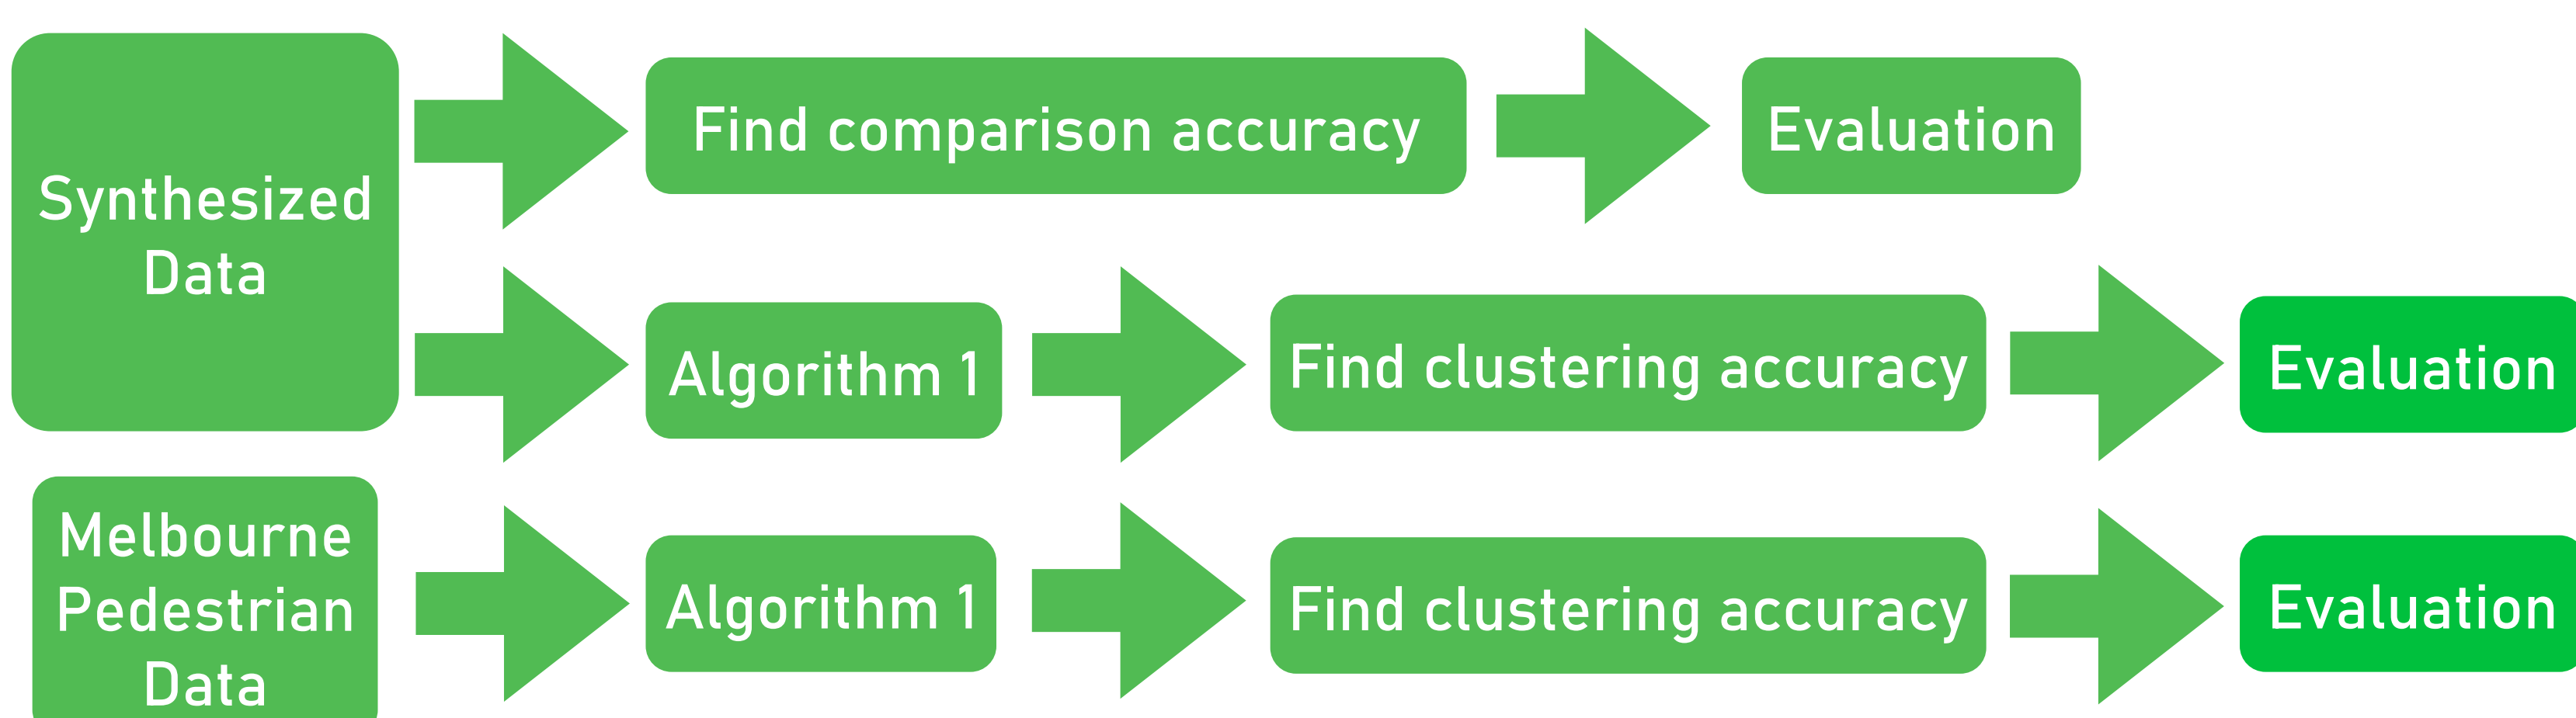 Synthesized
Data
Find comparison accuracy
Evaluation
Algorithm 1
Find clustering accuracy
Evaluation
Melbourne
Pedestrian
Data
Algorithm 1
Find clustering accuracy
Evaluation